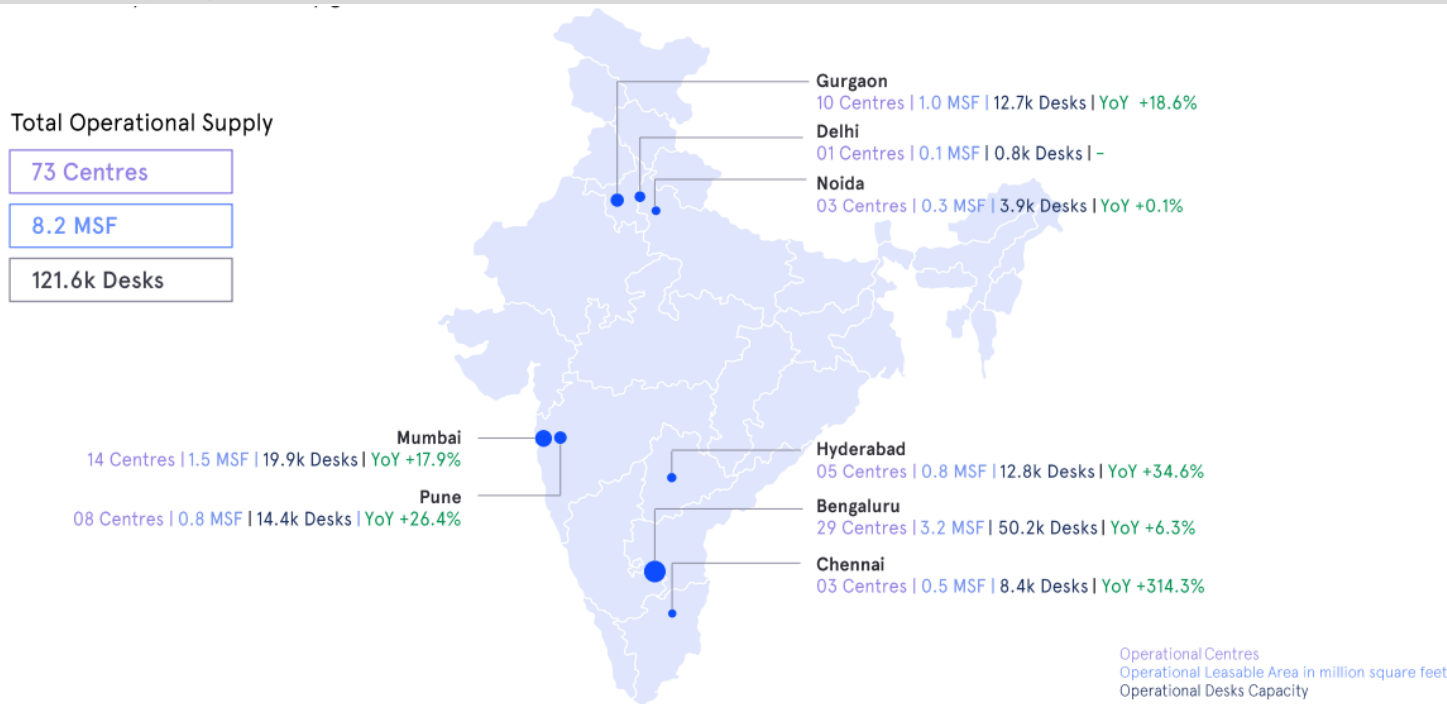 Total Operational Supply
73 Centres
8.2 MSF
121.6k Desks
Gurgaon
10 Centres | 1.0 MSF | 12.7k Desks | YoY +18.6%
Delhi
01 Centres | 0.1 MSF | 0.8k Desks | -
Noida
03 Centres | 0.3 MSF | 3.9k Desks | YoY +0.1%
Mumbai
14 Centres | 1.5 MSF | 19.9k Desks | YoY +17.9%
Pune
08 Centres | 0.8 MSF | 14.4k Desks | YoY +26.4%
Hyderabad
05 Centres | 0.8 MSF | 12.8k Desks | YoY +34.6%
Bengaluru
29 Centres | 3.2 MSF | 50.2k Desks | YoY +6.3%
Chennai
03 Centres | 0.5 MSF | 8.4k Desks | YoY +314.3%
Operational Centres
Operational Leasable Area in million square feet
Operational Desks Capacity